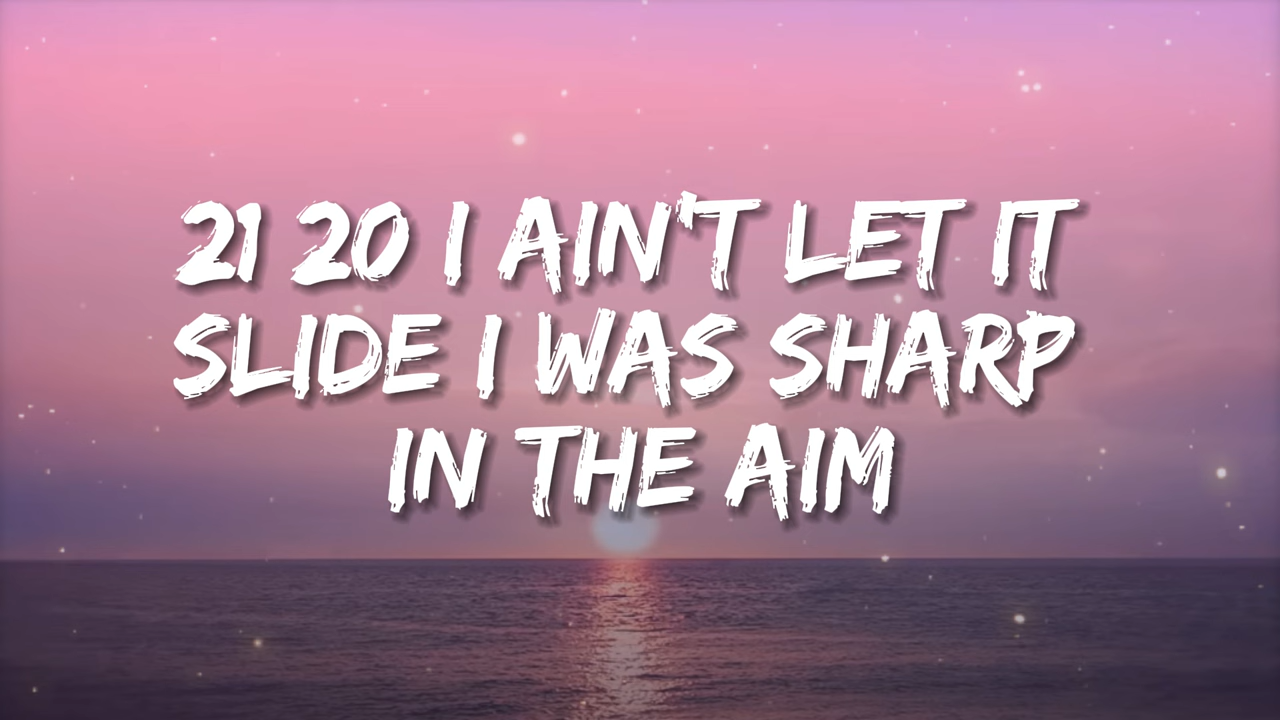 21 20 I AIN'T LET IT
SLIDE I WAS SHARP
IN THE AIM